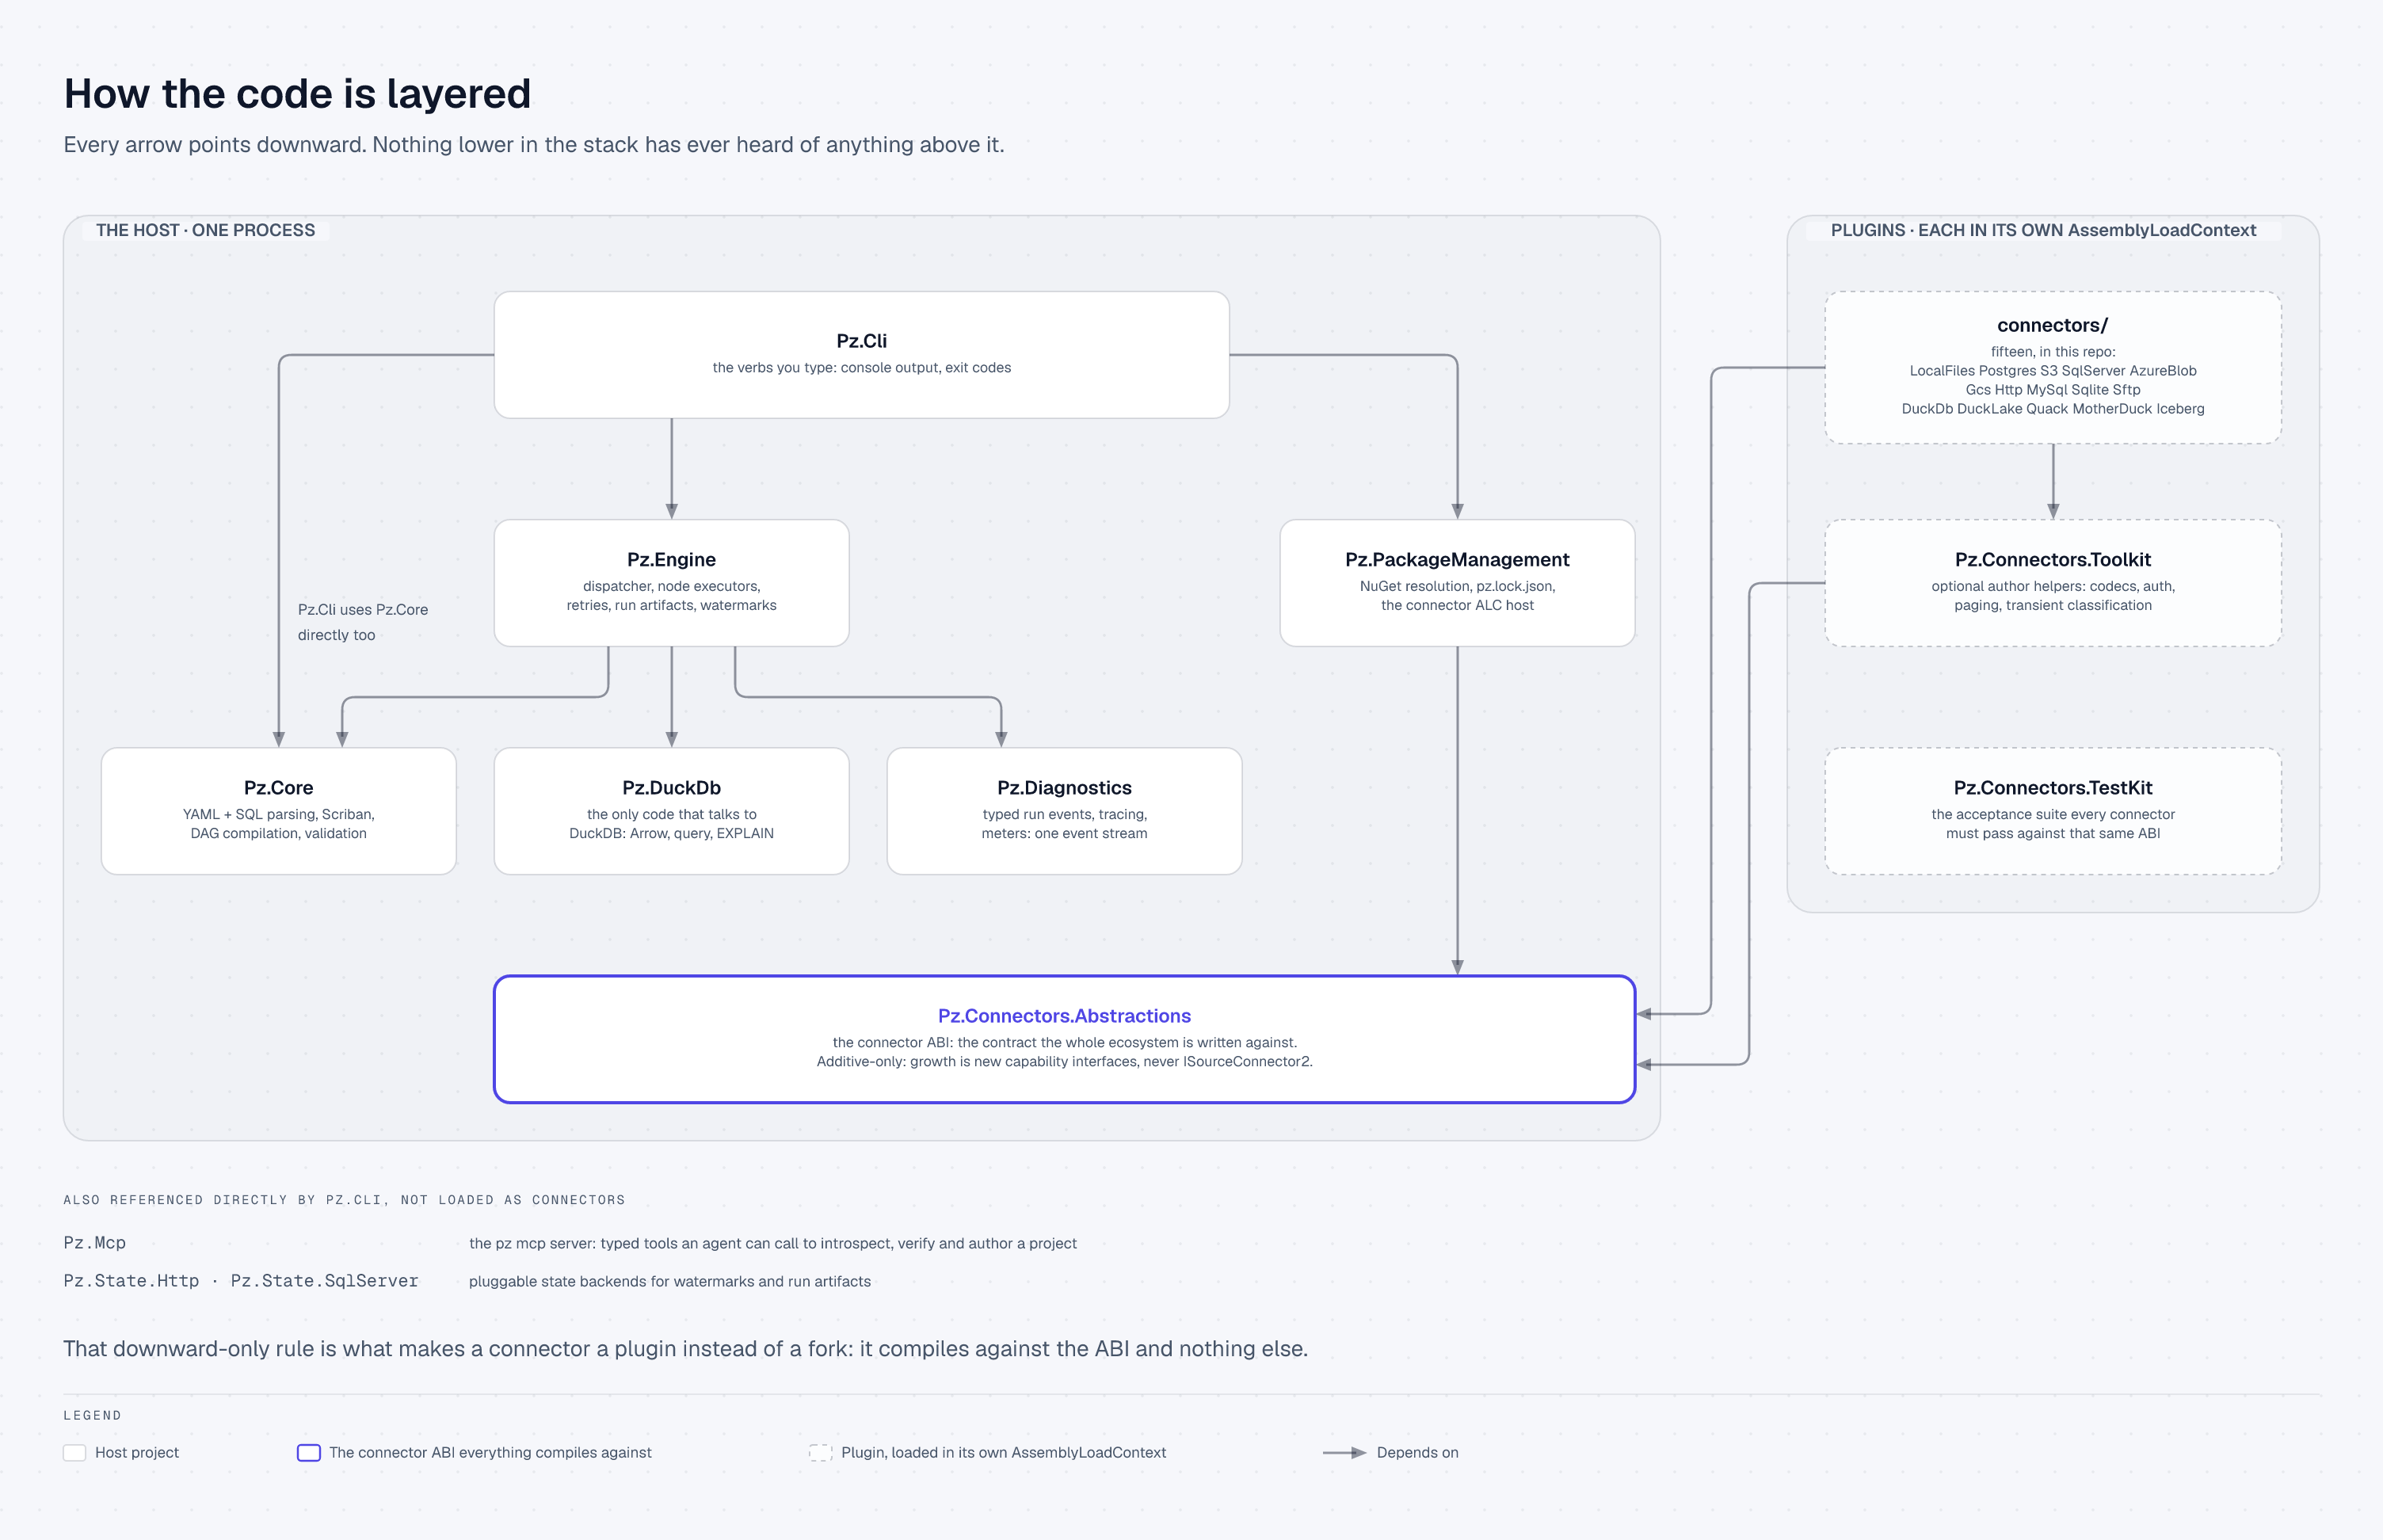 How the code is layered
Every arrow points downward. Nothing lower in the stack has ever heard of anything above it.
THE HOST · ONE PROCESS
Pz.Cli
the verbs you type: console output, exit codes
Pz.Engine
dispatcher, node executors,
retries, run artifacts, watermarks
Pz.PackageManagement
NuGet resolution, pz.lock.json,
the connector ALC host
Pz.Cli uses Pz.Core
directly too
Pz.Core
YAML + SQL parsing, Scriban,
DAG compilation, validation
Pz.DuckDb
the only code that talks to
DuckDB: Arrow, query, EXPLAIN
Pz.Diagnostics
typed run events, tracing,
meters: one event stream
Pz.Connectors.Abstractions
the connector ABI: the contract the whole ecosystem is written against.
Additive-only: growth is new capability interfaces, never ISourceConnector2.
PLUGINS · EACH IN ITS OWN AssemblyLoadContext
connectors/
fifteen, in this repo:
LocalFiles Postgres S3 SqlServer AzureBlob
Gcs Http MySql Sqlite Sftp
DuckDb DuckLake Quack MotherDuck Iceberg
Pz.Connectors.Toolkit
optional author helpers: codecs, auth,
paging, transient classification
Pz.Connectors.TestKit
the acceptance suite every connector
must pass against that same ABI
ALSO REFERENCED DIRECTLY BY PZ.CLI, NOT LOADED AS CONNECTORS
Pz.Mcp the pz mcp server: typed tools an agent can call to introspect, verify and author a project
Pz.State.Http · Pz.State.SqlServer pluggable state backends for watermarks and run artifacts
That downward-only rule is what makes a connector a plugin instead of a fork: it compiles against the ABI and nothing else.
LEGEND
Host project
The connector ABI everything compiles against
Plugin, loaded in its own AssemblyLoadContext
Depends on